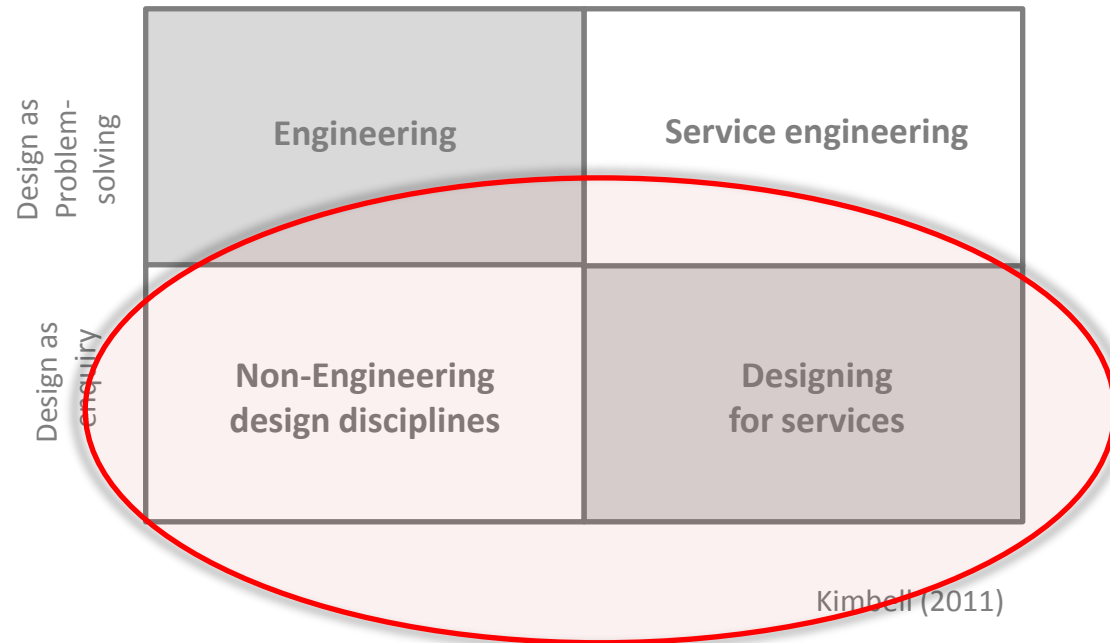 Design as
Problem-
solving
Engineering
Service engineering
Design as
enquiry
Non-Engineering
design disciplines
Designing
for services
Kimbell (2011)